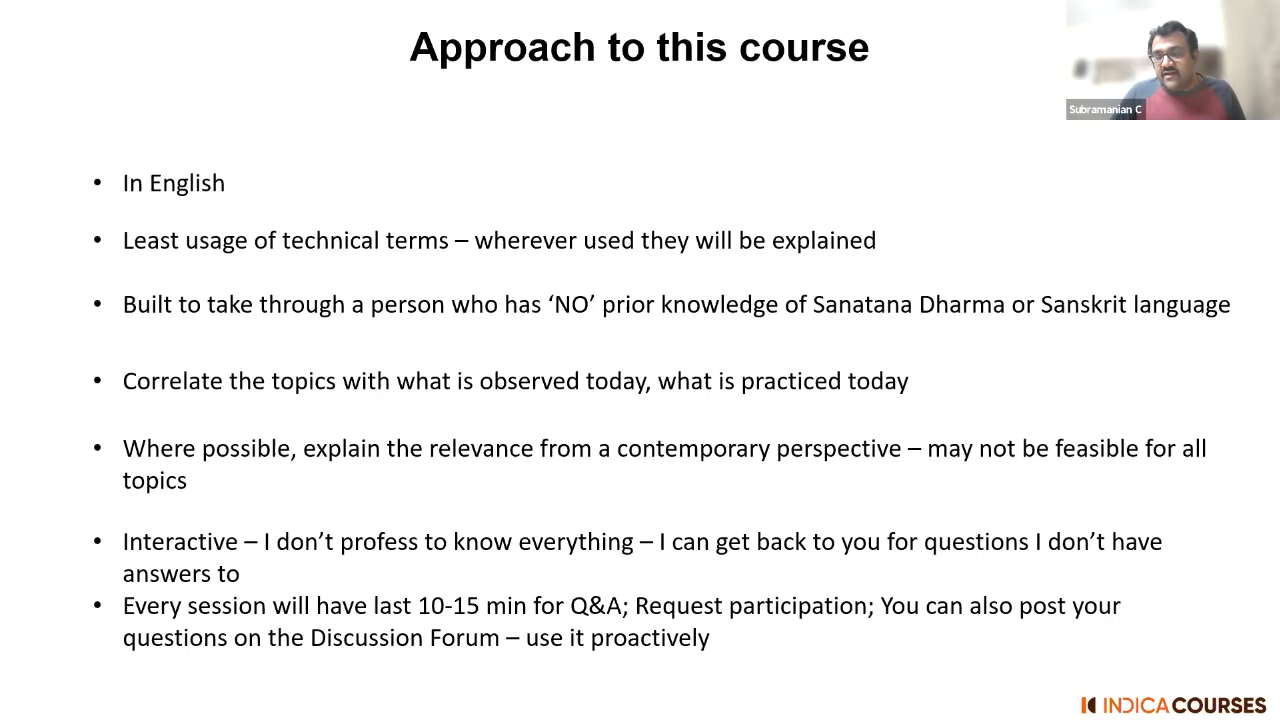 Approach to this course
Subramanian C
• In English
• Least usage of technical terms – wherever used they will be explained
• Built to take through a person who has ‘NO’ prior knowledge of Sanatana Dharma or Sanskrit language
• Correlate the topics with what is observed today, what is practiced today
• Where possible, explain the relevance from a contemporary perspective – may not be feasible for all
topics
• Interactive – I don’t profess to know everything – I can get back to you for questions I don’t have
answers to
• Every session will have last 10-15 min for Q&A; Request participation; You can also post your
questions on the Discussion Forum – use it proactively
INDICA COURSES